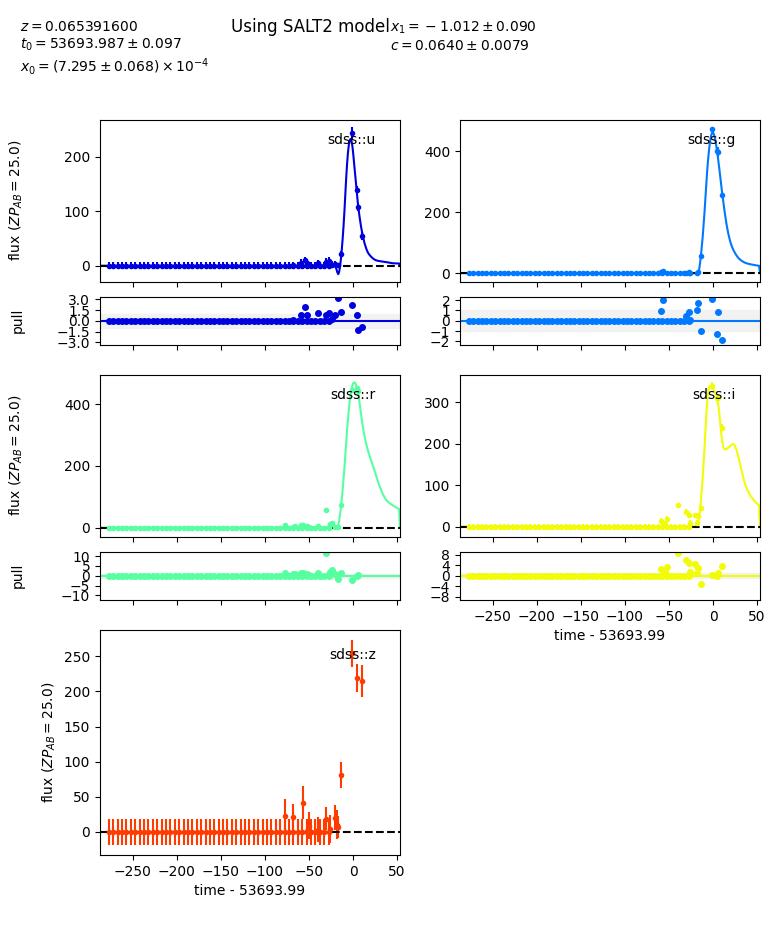 z = 0.065391600
Using SALT2 model
x₁ = −1.012 ± 0.090
t₀ = 53693.987 ± 0.097
c = 0.0640 ± 0.0079
x₀ = (7.295 ± 0.068) × 10⁻⁴
sdss::u
flux (ZP_AB = 25.0)
200
100
0
sdss::g
400
200
0
pull
3.0
1.5
0.0
−1.5
−3.0
2
1
0
−1
−2
sdss::r
flux (ZP_AB = 25.0)
400
200
0
sdss::i
300
200
100
0
pull
10
5
0
−5
−10
8
4
0
−4
−8
−250 −200 −150 −100 −50 0 50
time - 53693.99
sdss::z
flux (ZP_AB = 25.0)
250
200
150
100
50
0
−250 −200 −150 −100 −50 0 50
time - 53693.99